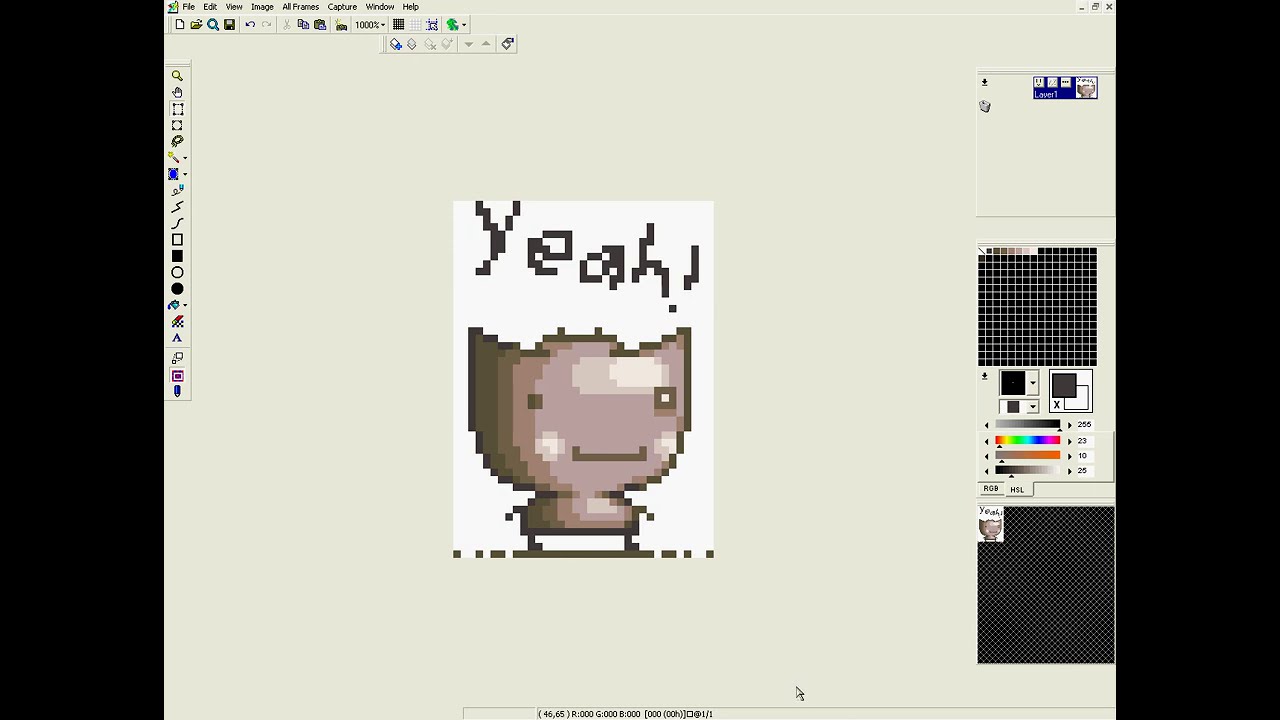 File Edit View Image All Frames Capture Window Help
1000%
Layer1
Yeah!
X
255
23
10
25
RGB HSL
Yeah!
( 46,65 ) R:000 G:000 B:000 [000 (00h)]@1/1